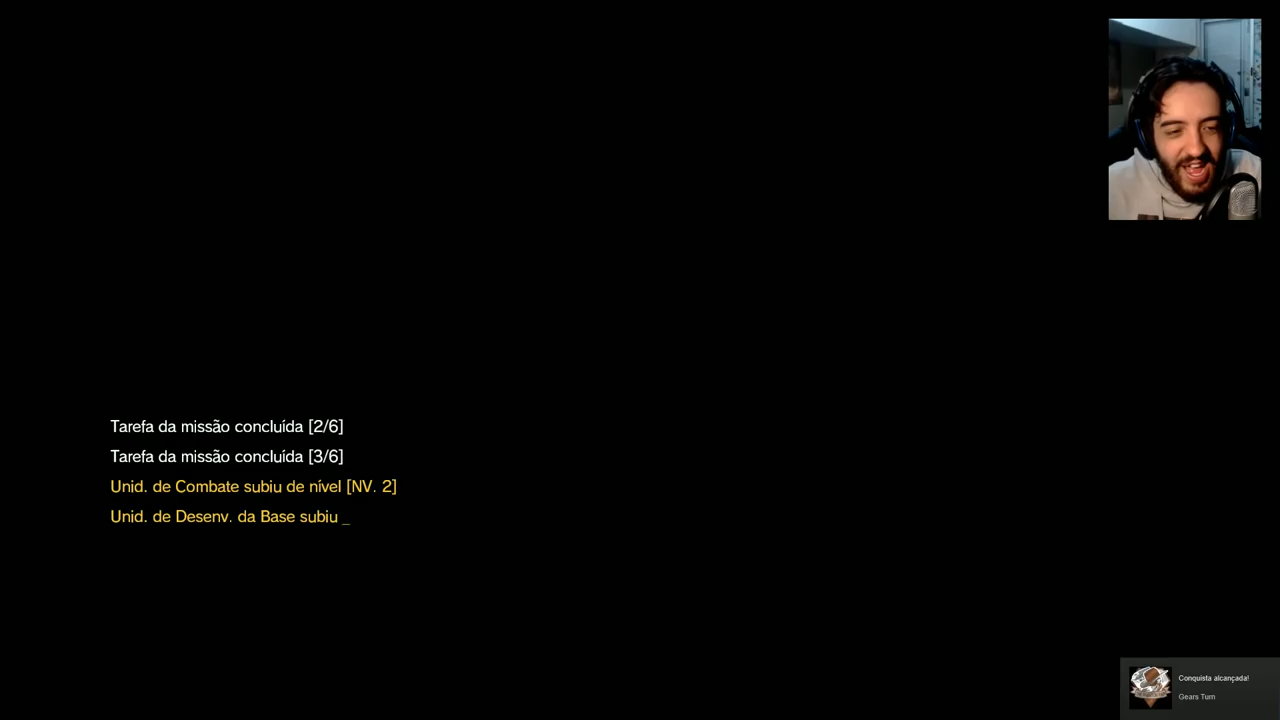 Tarefa da missão concluída [2/6]
Tarefa da missão concluída [3/6]
Unid. de Combate subiu de nível [NV. 2]
Unid. de Desenv. da Base subiu _
Conquista alcançada!
Gears Turn